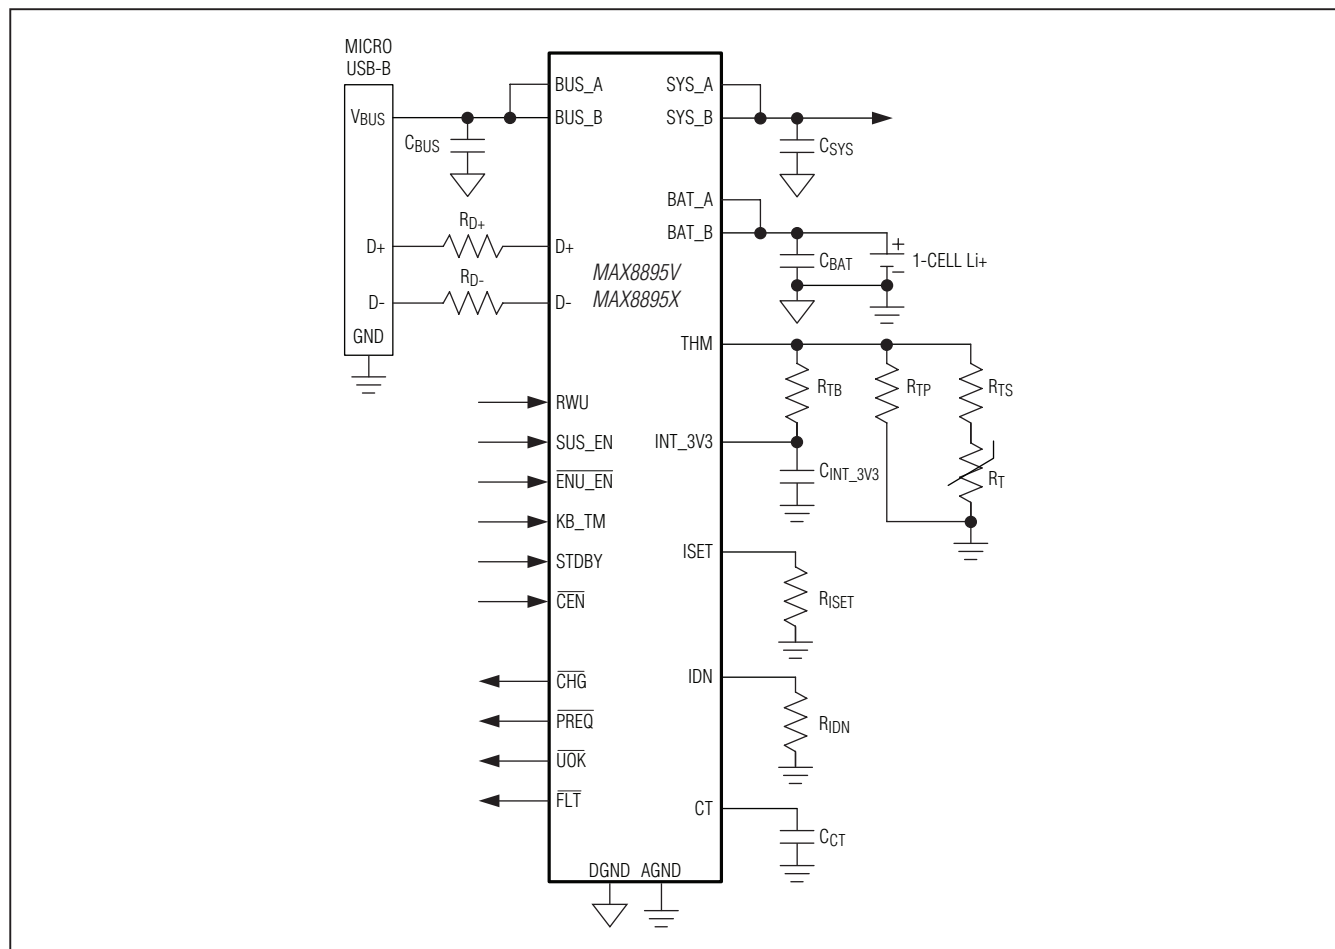 MICRO
USB-B
VBUS
D+
D-
GND
CBUS
RD+
RD-
BUS_A
BUS_B
D+
D-
RWU
SUS_EN
ENU_EN
KB_TM
STDBY
CEN
CHG
PREQ
UOK
FLT
MAX8895V
MAX8895X
DGND AGND
SYS_A
SYS_B
BAT_A
BAT_B
THM
INT_3V3
ISET
IDN
CT
CSYS
CBAT
+
−
1-CELL Li+
RTB
RTP
RTS
CINT_3V3
RT
RISET
RIDN
CCT